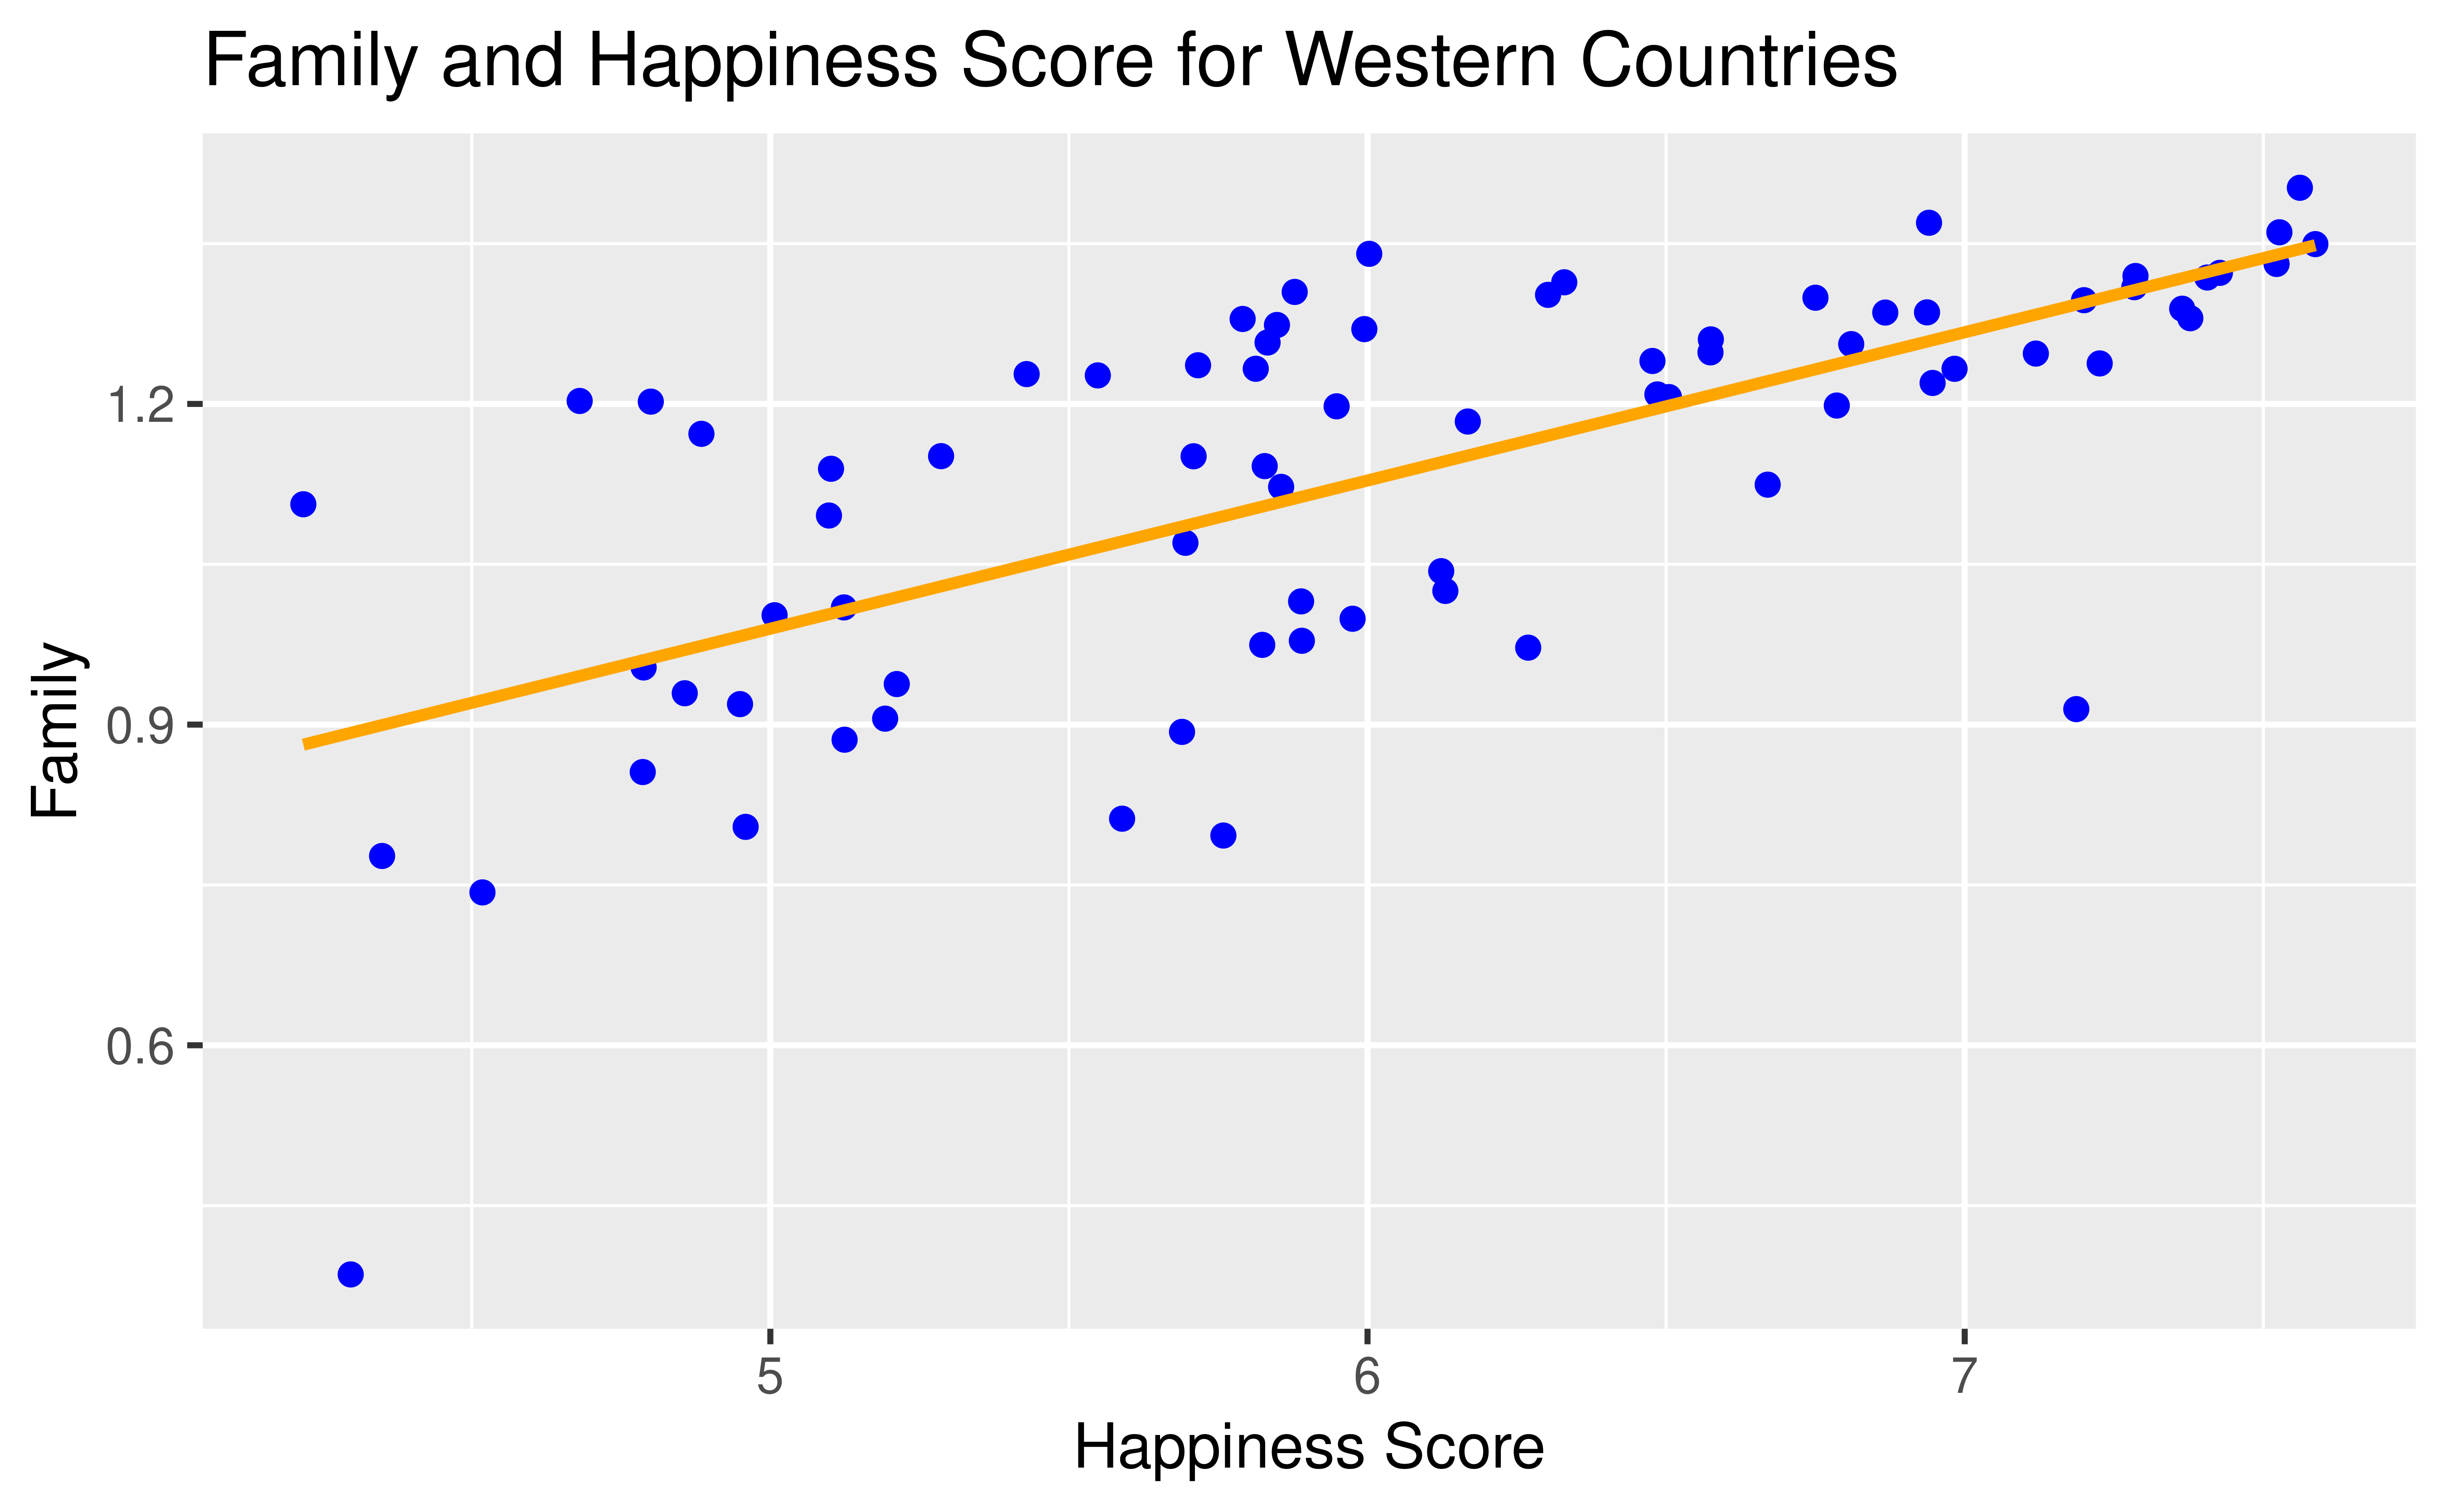 Family and Happiness Score for Western Countries
1.2
0.9
0.6
Family
5 6 7
Happiness Score